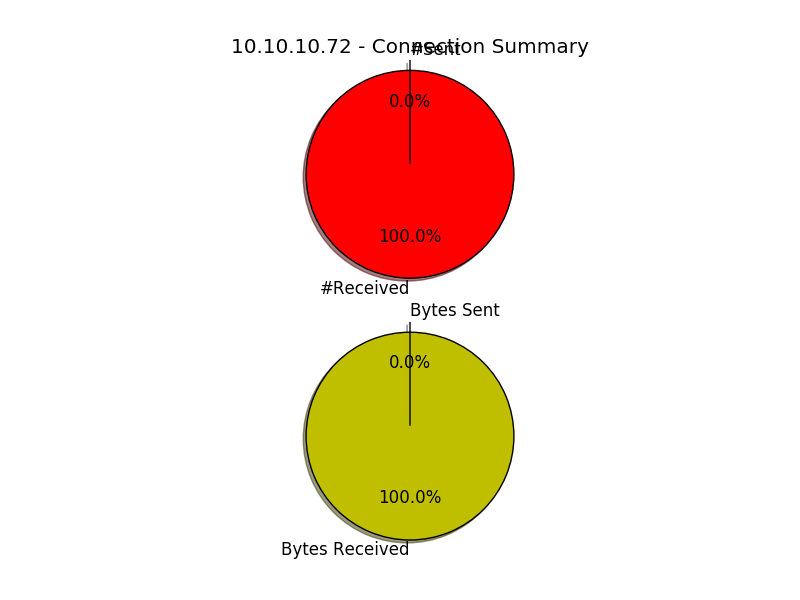 10.10.10.72 - Connection Summary
#Sent
0.0%
100.0%
#Received
Bytes Sent
0.0%
100.0%
Bytes Received